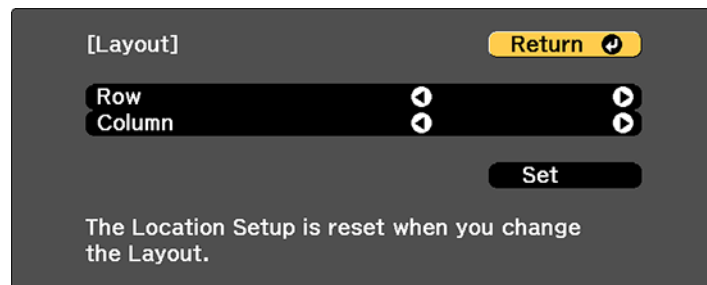 [Layout]
Return
Row
Column
Set
The Location Setup is reset when you change
the Layout.